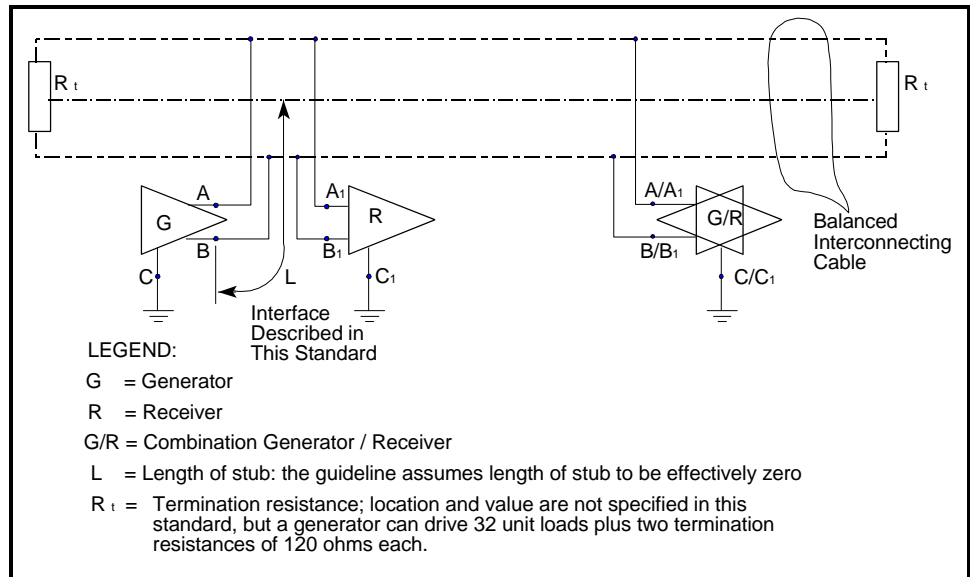 R t
R t
A
A1
A/A1
G
R
G/R
B
B1
B/B1
Balanced
Interconnecting
Cable
C
L
C1
C/C1
Interface
Described in
This Standard
LEGEND:
G = Generator
R = Receiver
G/R = Combination Generator / Receiver
L = Length of stub: the guideline assumes length of stub to be effectively zero
R t = Termination resistance; location and value are not specified in this
standard, but a generator can drive 32 unit loads plus two termination
resistances of 120 ohms each.